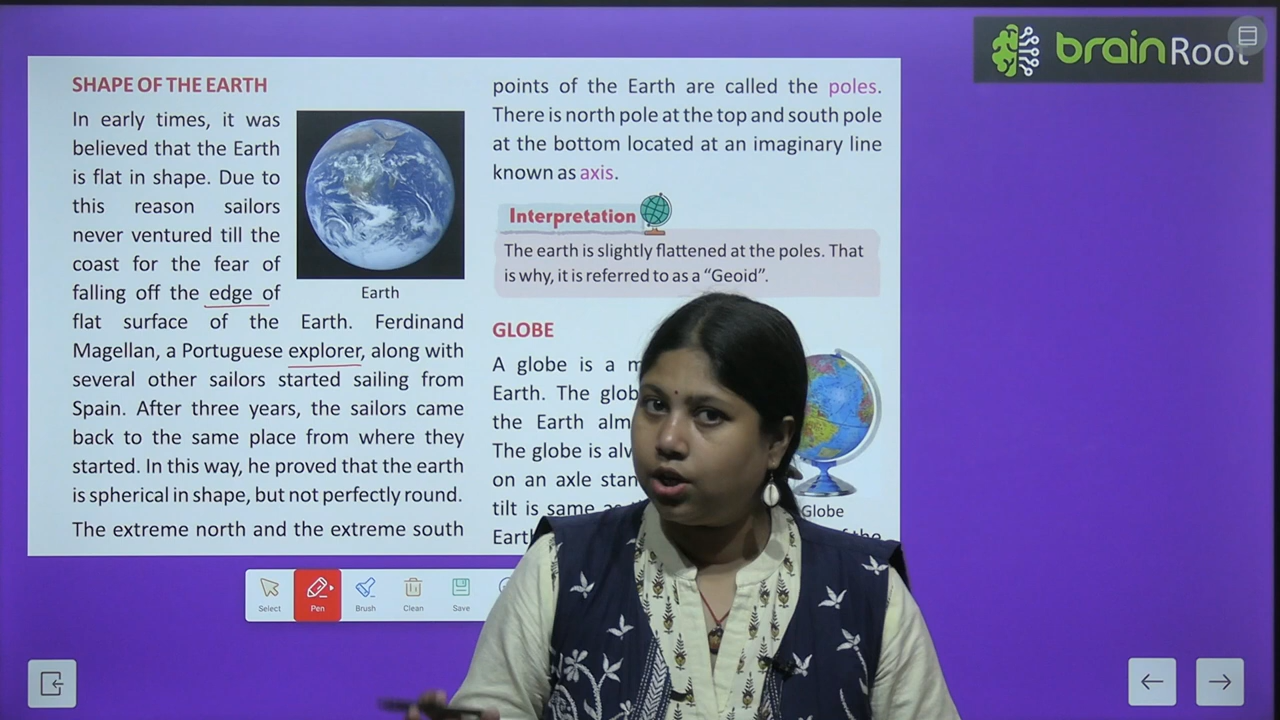 brainRoot
SHAPE OF THE EARTH
In early times, it was
believed that the Earth
is flat in shape. Due to
this reason sailors
never ventured till the
coast for the fear of
falling off the edge of
flat surface of the Earth. Ferdinand
Magellan, a Portuguese explorer, along with
several other sailors started sailing from
Spain. After three years, the sailors came
back to the same place from where they
started. In this way, he proved that the earth
is spherical in shape, but not perfectly round.
The extreme north and the extreme south
Earth
points of the Earth are called the poles.
There is north pole at the top and south pole
at the bottom located at an imaginary line
known as axis.
Interpretation
The earth is slightly flattened at the poles. That
is why, it is referred to as a “Geoid”.
GLOBE
A globe is a
Earth. The
the Earth
The globe is
on an axle
tilt is same
Globe
Select
Pen
Brush
Clean
Save